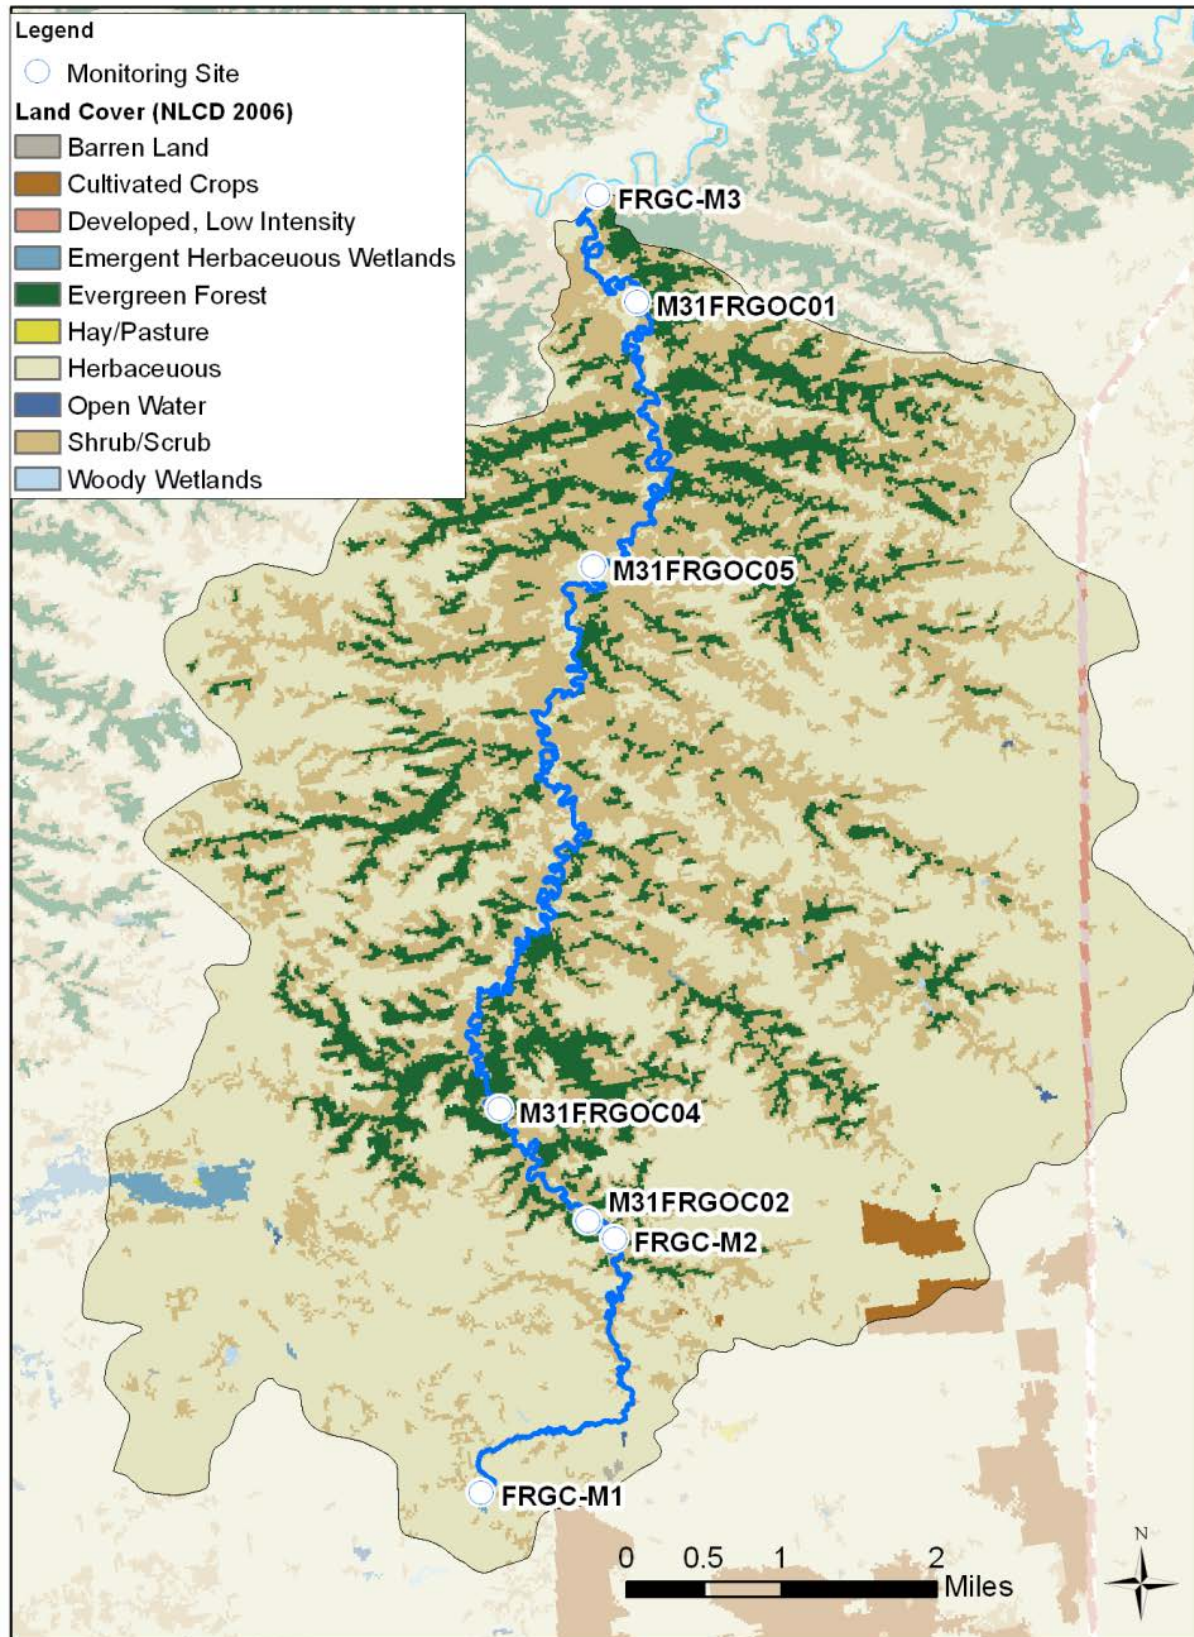 Legend
Monitoring Site
Land Cover (NLCD 2006)
Barren Land
Cultivated Crops
Developed, Low Intensity
Emergent Herbaceuous Wetlands
Evergreen Forest
Hay/Pasture
Herbaceuous
Open Water
Shrub/Scrub
Woody Wetlands
FRGC-M3
M31FRGOC01
M31FRGOC05
M31FRGOC04
M31FRGOC02
FRGC-M2
FRGC-M1
0 0.5 1 2
Miles
N